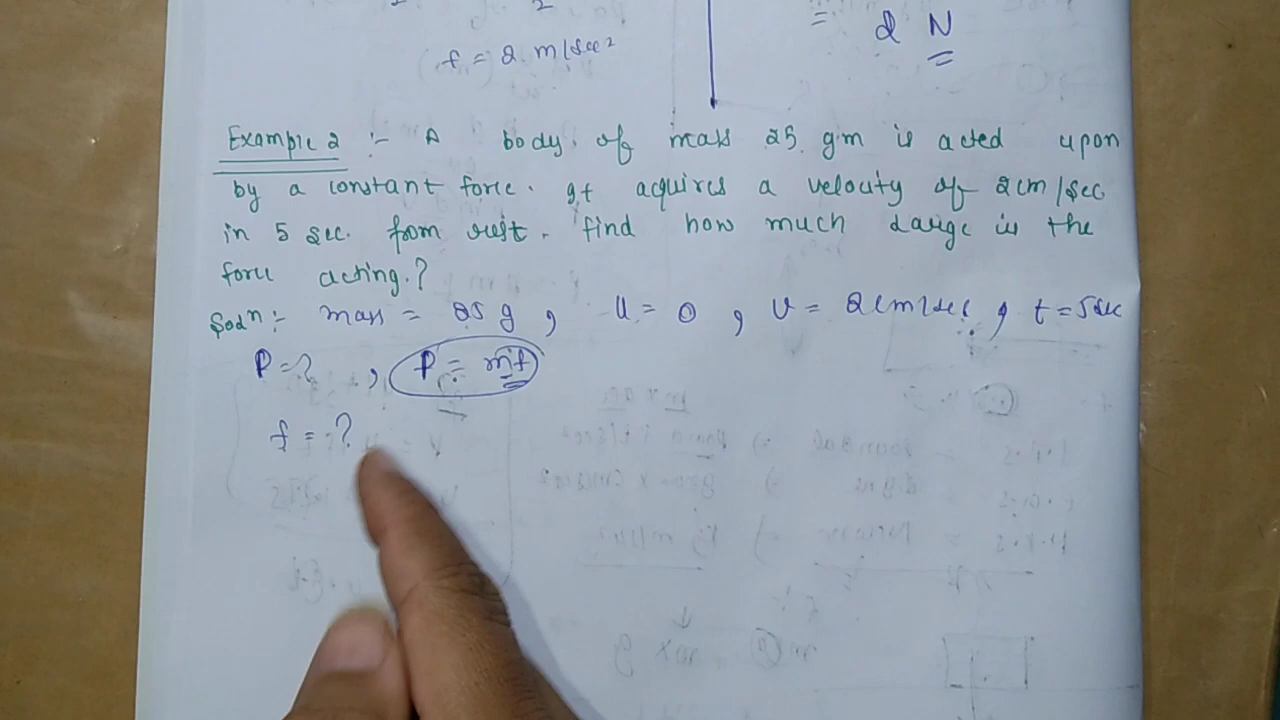 2 N
f = 2 m/sec²
Example 2 :- A body of mass 25 gm is acted upon
by a constant force. It acquires a velocity of 2cm/sec
in 5 sec. from rest. find how much large is the
force acting.?
Solⁿ:- mass = 25 g, u = 0, v = 2cm/sec, t = 5sec
P = ?, P = mf
f = ?